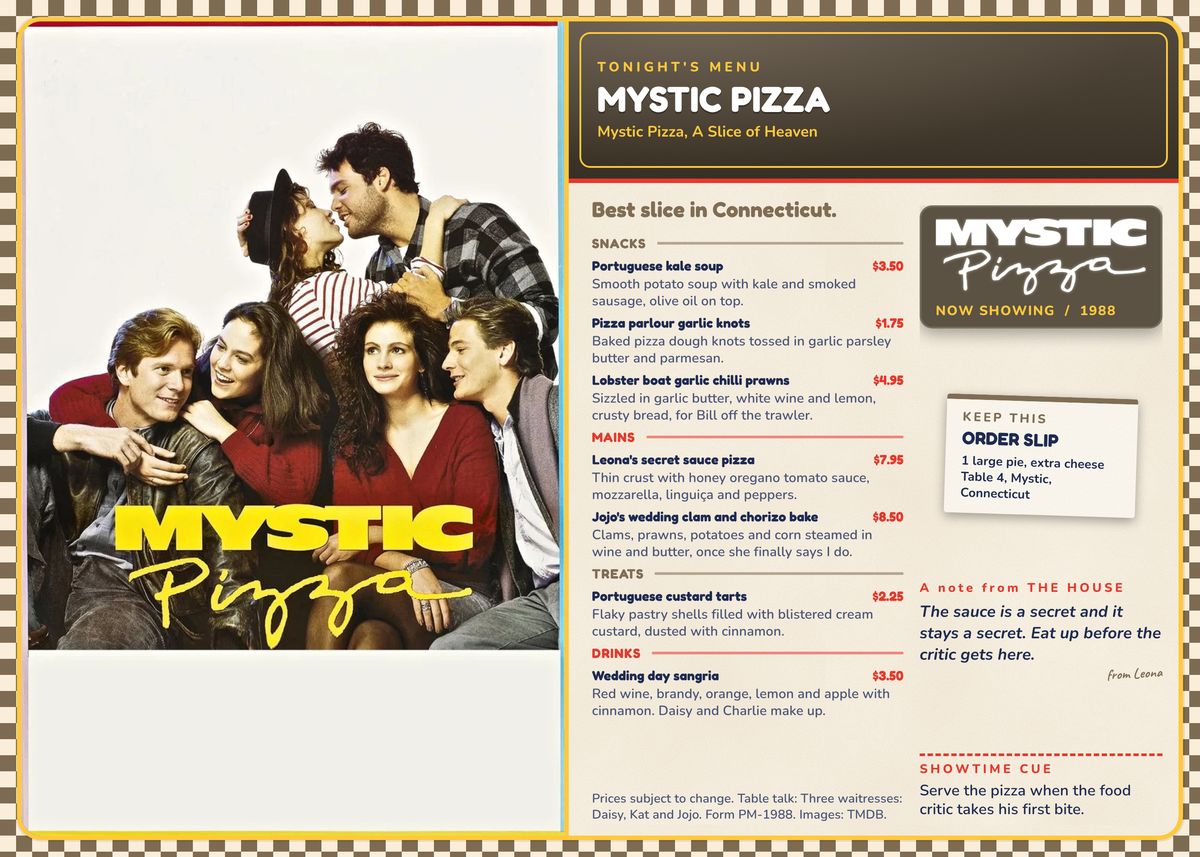 MYSTIC
Pizza
TONIGHT'S MENU
MYSTIC PIZZA
Mystic Pizza, A Slice of Heaven
Best slice in Connecticut.
SNACKS
Portuguese kale soup $3.50
Smooth potato soup with kale and smoked
sausage, olive oil on top.
Pizza parlour garlic knots $1.75
Baked pizza dough knots tossed in garlic parsley
butter and parmesan.
Lobster boat garlic chilli prawns $4.95
Sizzled in garlic butter, white wine and lemon,
crusty bread, for Bill off the trawler.
MAINS
Leona's secret sauce pizza $7.95
Thin crust with honey oregano tomato sauce,
mozzarella, linguiça and peppers.
Jojo's wedding clam and chorizo bake $8.50
Clams, prawns, potatoes and corn steamed in
wine and butter, once she finally says I do.
TREATS
Portuguese custard tarts $2.25
Flaky pastry shells filled with blistered cream
custard, dusted with cinnamon.
DRINKS
Wedding day sangria $3.50
Red wine, brandy, orange, lemon and apple with
cinnamon. Daisy and Charlie make up.
Prices subject to change. Table talk: Three waitresses:
Daisy, Kat and Jojo. Form PM-1988. Images: TMDB.
MYSTIC
Pizza
NOW SHOWING / 1988
KEEP THIS
ORDER SLIP
1 large pie, extra cheese
Table 4, Mystic,
Connecticut
A note from THE HOUSE
The sauce is a secret and it
stays a secret. Eat up before the
critic gets here.
from Leona
SHOWTIME CUE
Serve the pizza when the food
critic takes his first bite.